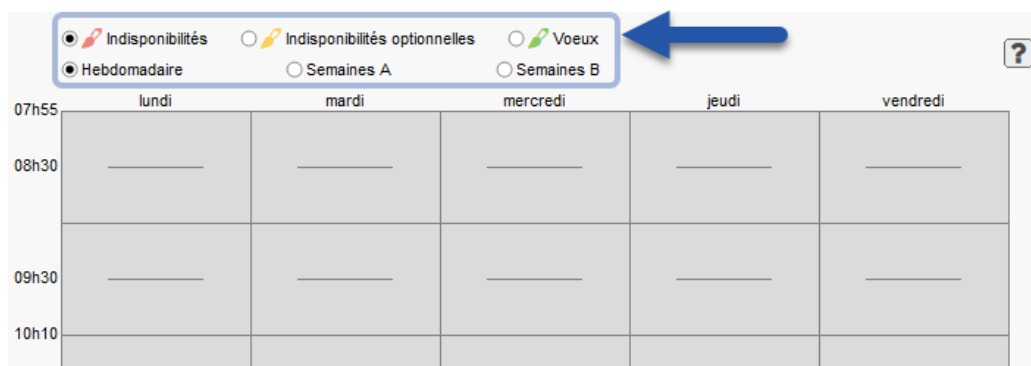 Indisponibilités Indisponibilités optionnelles Voeux
Hebdomadaire Semaines A Semaines B
?
lundi mardi mercredi jeudi vendredi
07h55
08h30
09h30
10h10